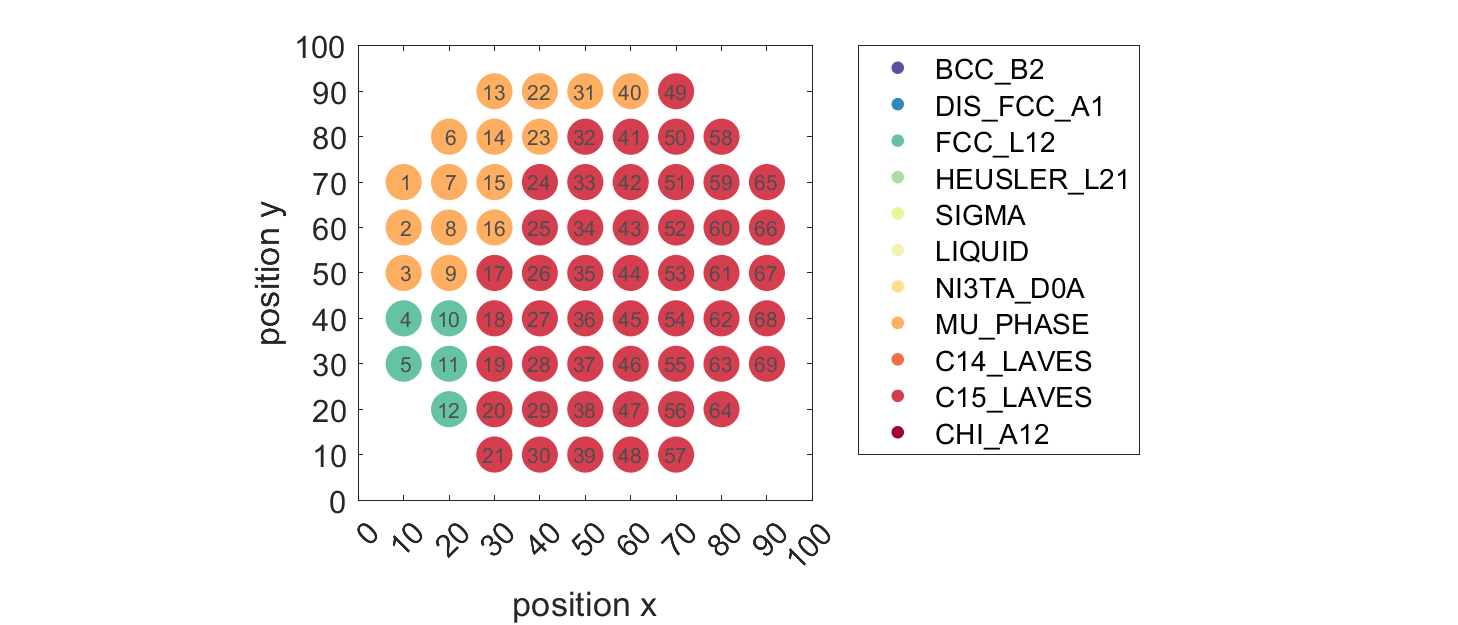 100
90 13 22 31 40 49
80 6 14 23 32 41 50 58
70 1 7 15 24 33 42 51 59 65
60 2 8 16 25 34 43 52 60 66
50 3 9 17 26 35 44 53 61 67
40 4 10 18 27 36 45 54 62 68
30 5 11 19 28 37 46 55 63 69
20 12 20 29 38 47 56 64
10 21 30 39 48 57
0
position y
0 10 20 30 40 50 60 70 80 90 100
position x
BCC_B2
DIS_FCC_A1
FCC_L12
HEUSLER_L21
SIGMA
LIQUID
NI3TA_D0A
MU_PHASE
C14_LAVES
C15_LAVES
CHI_A12